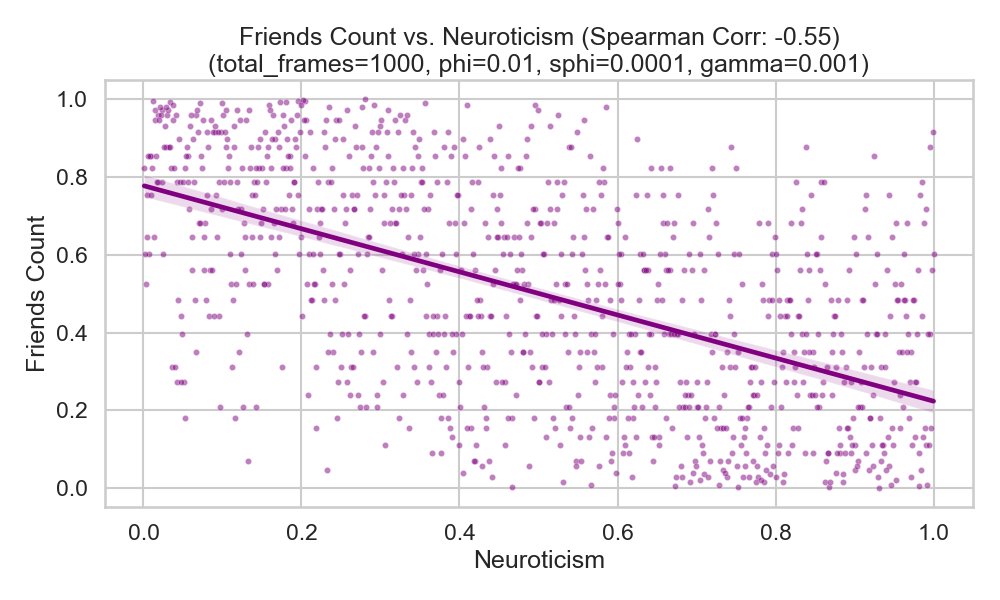 Friends Count vs. Neuroticism (Spearman Corr: -0.55)
(total_frames=1000, phi=0.01, sphi=0.0001, gamma=0.001)
Friends Count
1.0
0.8
0.6
0.4
0.2
0.0
0.0 0.2 0.4 0.6 0.8 1.0
Neuroticism